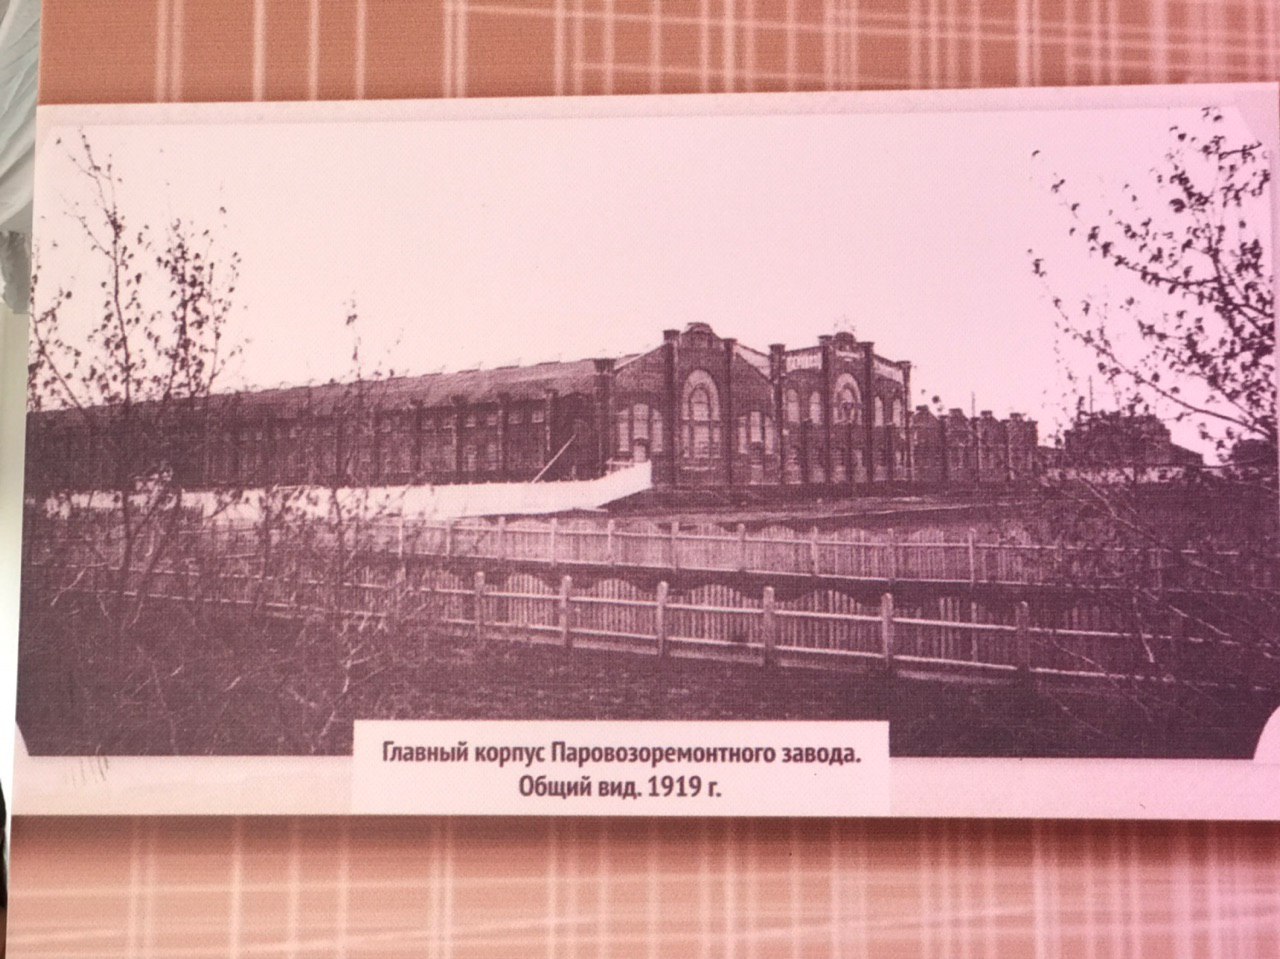 Главный корпус Паровозоремонтного завода.
Общий вид. 1919 г.